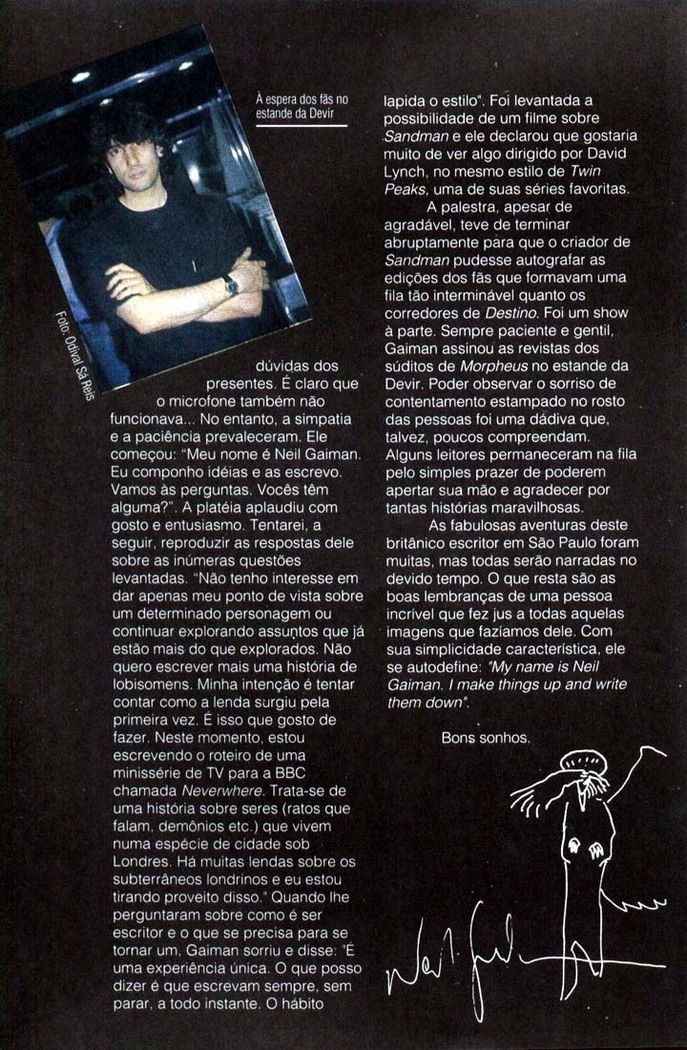 À espera dos fãs no
estande da Devir
Foto: Odival Sá Reis
dúvidas dos
presentes. É claro que
o microfone também não
funcionava... No entanto, a simpatia
e a paciência prevaleceram. Ele
começou: “Meu nome é Neil Gaiman.
Eu componho idéias e as escrevo.
Vamos às perguntas. Vocês têm
alguma?”. A platéia aplaudiu com
gosto e entusiasmo. Tentarei, a
seguir, reproduzir as respostas dele
sobre as inúmeras questões
levantadas. “Não tenho interesse em
dar apenas meu ponto de vista sobre
um determinado personagem ou
continuar explorando assuntos que já
estão mais do que explorados. Não
quero escrever mais uma história de
lobisomens. Minha intenção é tentar
contar como a lenda surgiu pela
primeira vez. É isso que gosto de
fazer. Neste momento, estou
escrevendo o roteiro de uma
minissérie de TV para a BBC
chamada Neverwhere. Trata-se de
uma história sobre seres (ratos que
falam, demônios etc.) que vivem
numa espécie de cidade sob
Londres. Há muitas lendas sobre os
subterrâneos londrinos e eu estou
tirando proveito disso." Quando lhe
perguntaram sobre como é ser
escritor e o que se precisa para se
tornar um, Gaiman sorriu e disse: "É
uma experiência única. O que posso
dizer é que escrevam sempre, sem
parar, a todo instante. O hábito
lapida o estilo". Foi levantada a
possibilidade de um filme sobre
Sandman e ele declarou que gostaria
muito de ver algo dirigido por David
Lynch, no mesmo estilo de Twin
Peaks, uma de suas séries favoritas.
A palestra, apesar de
agradável, teve de terminar
abruptamente para que o criador de
Sandman pudesse autografar as
edições dos fãs que formavam uma
fila tão interminável quanto os
corredores de Destino. Foi um show
à parte. Sempre paciente e gentil,
Gaiman assinou as revistas dos
súditos de Morpheus no estande da
Devir. Poder observar o sorriso de
contentamento estampado no rosto
das pessoas foi uma dádiva que,
talvez, poucos compreendam.
Alguns leitores permaneceram na fila
pelo simples prazer de poderem
apertar sua mão e agradecer por
tantas histórias maravilhosas.
As fabulosas aventuras deste
britânico escritor em São Paulo foram
muitas, mas todas serão narradas no
devido tempo. O que resta são as
boas lembranças de uma pessoa
incrível que fez jus a todas aquelas
imagens que fazíamos dele. Com
sua simplicidade característica, ele
se autodefine: "My name is Neil
Gaiman. I make things up and write
them down".
Bons sonhos.